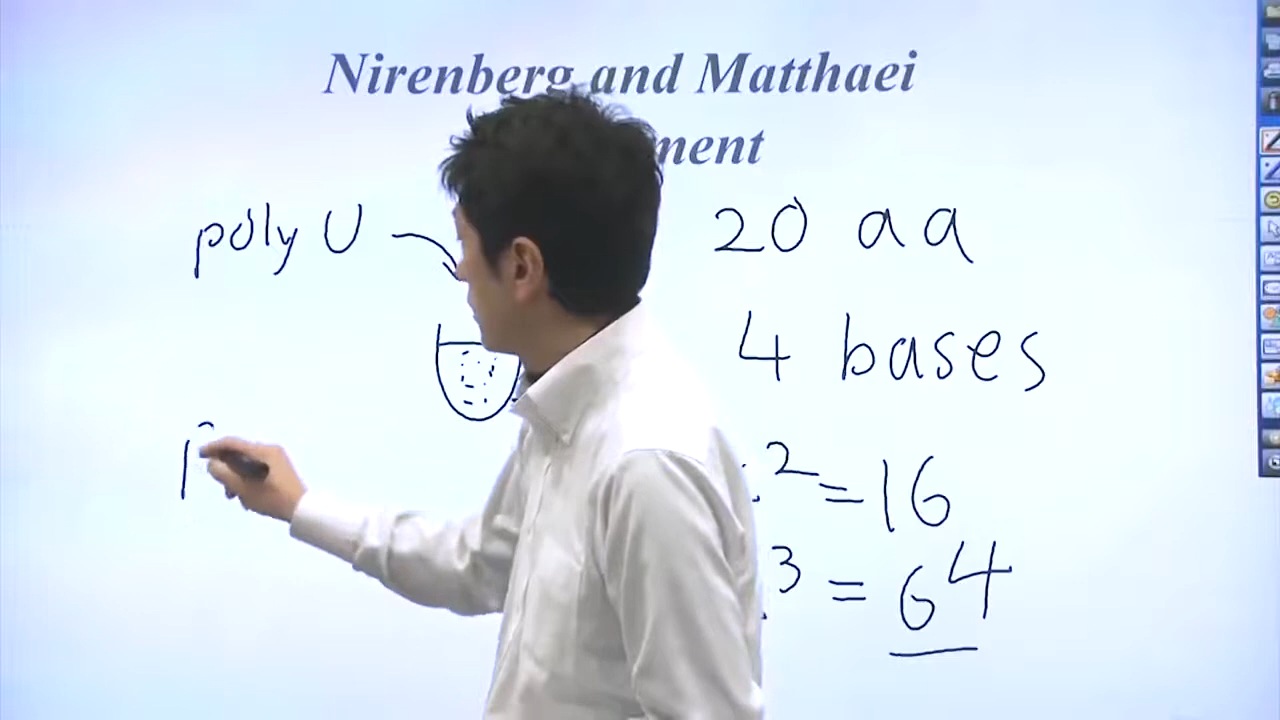 Nirenberg and Matthaei
ment
poly U
20 aa
4 bases
2 = 16
3 = 64